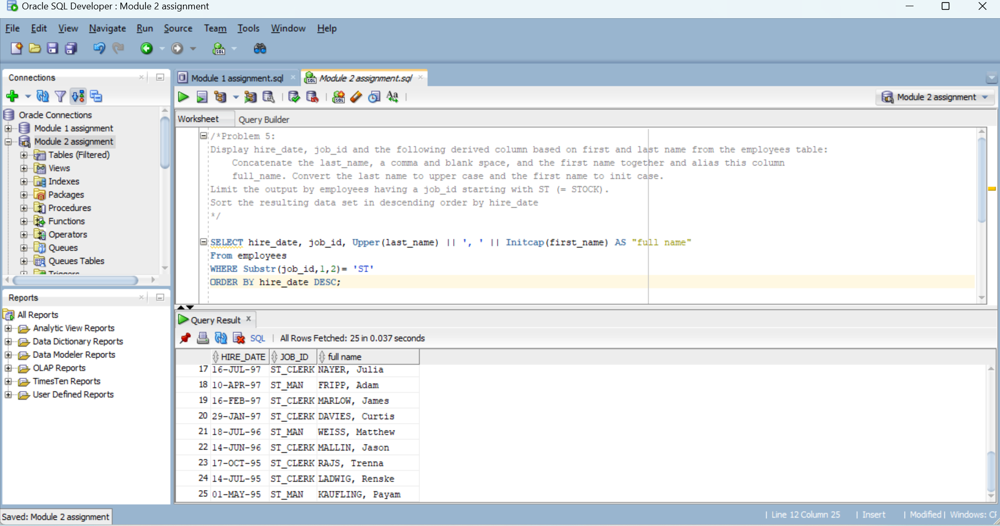 Oracle SQL Developer : Module 2 assignment
File Edit View Navigate Run Source Team Tools Window Help
Connections
Oracle Connections
Module 1 assignment
Module 2 assignment
Tables (Filtered)
Views
Indexes
Packages
Procedures
Functions
Operators
Queues
Queues Tables
Triggers
Reports
All Reports
Analytic View Reports
Data Dictionary Reports
Data Modeler Reports
OLAP Reports
TimesTen Reports
User Defined Reports
Module 1 assignment.sql
Module 2 assignment.sql
Module 2 assignment
Worksheet Query Builder
/*Problem 5:
Display hire_date, job_id and the following derived column based on first and last name from the employees table:
Concatenate the last_name, a comma and blank space, and the first name together and alias this column
full_name. Convert the last name to upper case and the first name to init case.
Limit the output by employees having a job_id starting with ST (= STOCK).
Sort the resulting data set in descending order by hire_date
*/
SELECT hire_date, job_id, Upper(last_name) || ', ' || Initcap(first_name) AS "full name"
From employees
WHERE Substr(job_id,1,2)= 'ST'
ORDER BY hire_date DESC;
Query Result
SQL | All Rows Fetched: 25 in 0.037 seconds
HIRE_DATE JOB_ID full name
17 16-JUL-97 ST_CLERK NAYER, Julia
18 10-APR-97 ST_MAN FRIPP, Adam
19 16-FEB-97 ST_CLERK MARLOW, James
20 29-JAN-97 ST_CLERK DAVIES, Curtis
21 18-JUL-96 ST_MAN WEISS, Matthew
22 14-JUN-96 ST_CLERK MALLIN, Jason
23 17-OCT-95 ST_CLERK RAJS, Trenna
24 14-JUL-95 ST_CLERK LADWIG, Renske
25 01-MAY-95 ST_MAN KAUFLING, Payam
Saved: Module 2 assignment
| Line 12 Column 25 | Insert | Modified | Windows: CF